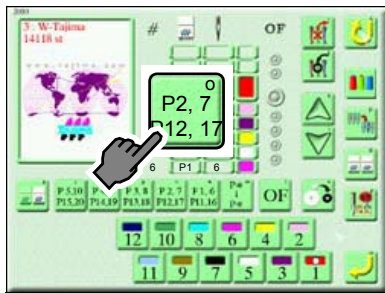 3 : W-Tajima
14118 st
#
OF
www.tajima.com
Tajima
o
P2, 7
P12, 17
6 P1 6
P 5,10
P15,20
P14,19
P 3, 8
P13,18
P 2, 7
P12,17
F 1, 6
P11,16
OF
12 10 8 6 4 2
11 9 7 5 3 1